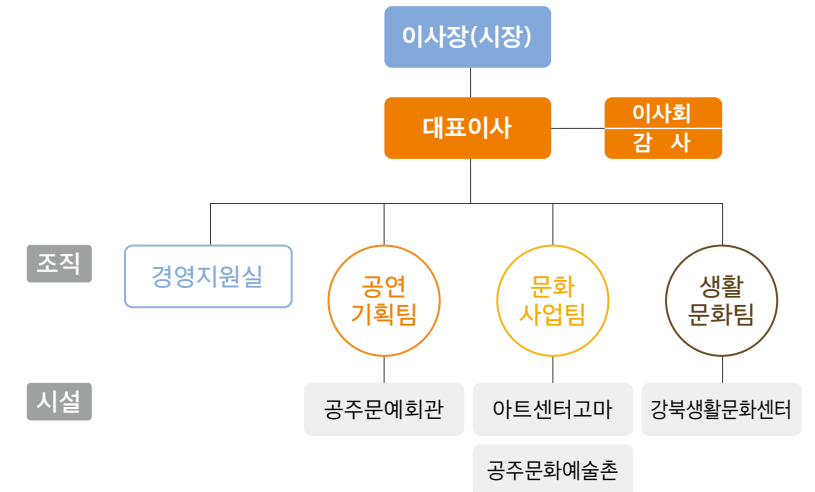 이사장(시장)
대표이사
이사회
감 사
조직
경영지원실
공연
기획팀
문화
사업팀
생활
문화팀
시설
공주문예회관
아트센터고마
강북생활문화센터
공주문화예술촌